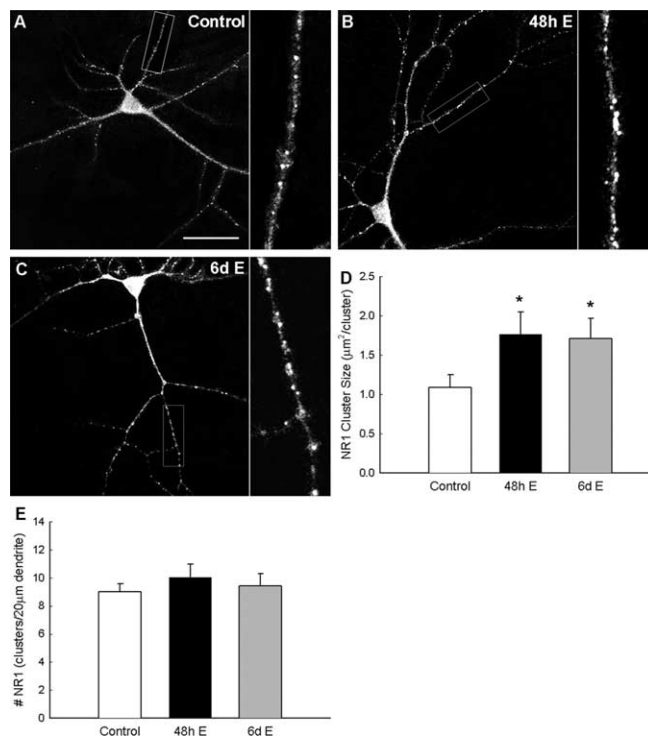 A Control
B 48h E
C 6d E
D
NR1 Cluster Size (μm²/cluster)
2.5
2.0
1.5
1.0
0.5
0.0
* *
Control 48h E 6d E
E
# NR1 (clusters/20μm dendrite)
14
12
10
8
6
4
2
0
Control 48h E 6d E